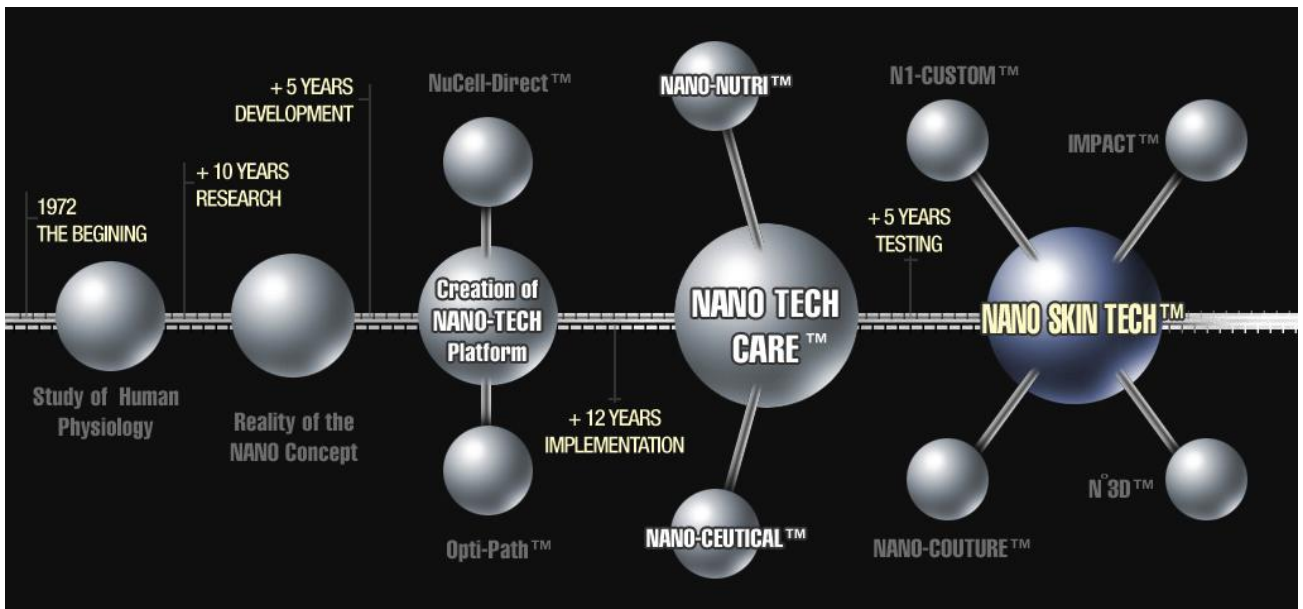 1972
THE BEGINING
Study of Human
Physiology
+ 10 YEARS
RESEARCH
Reality of the
NANO Concept
+ 5 YEARS
DEVELOPMENT
NuCell-Direct™
Creation of
NANO-TECH
Platform
Opti-Path™
+ 12 YEARS
IMPLEMENTATION
NANO-NUTRI™
NANO TECH
CARE™
NANO-CEUTICAL™
+ 5 YEARS
TESTING
N1-CUSTOM™
IMPACT™
NANO SKIN TECH™
NANO-COUTURE™
N°3D™